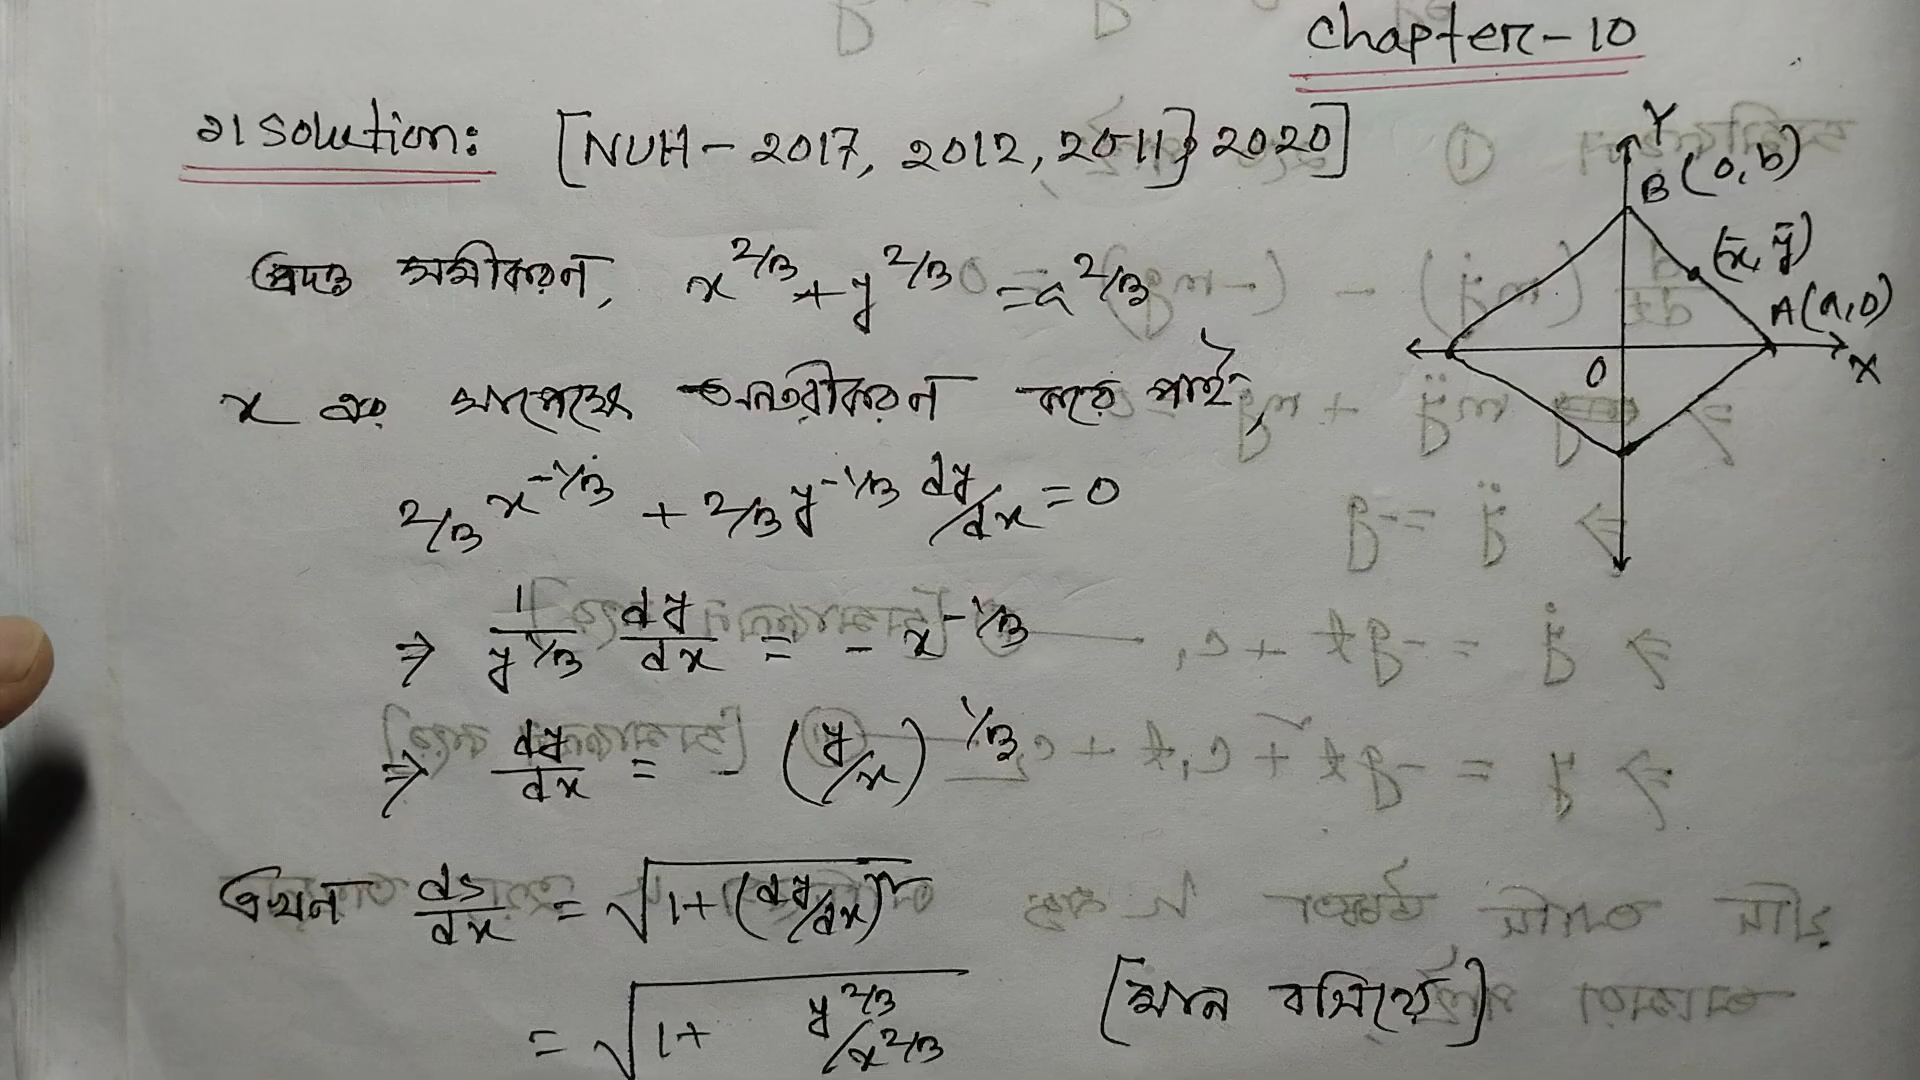 Chapter-10
২। Solution: [NUH-2017, 2012, 2011, 2020]
প্রদত্ত সমীকরণ, x^2/3 + y^2/3 = a^2/3
x এর সাপেক্ষে অন্তরীকরণ করে পাই,
2/3 x^-1/3 + 2/3 y^-1/3 dy/dx = 0
⇒ 1/y^1/3 dy/dx = - x^-1/3
⇒ dy/dx = - (y/x)^1/3
এখন ds/dx = √1+(dy/dx)^2
= √1+ y^2/3/x^2/3 [মান বসিয়ে]
Y
B(0,b)
(x̄, ȳ)
A(a,0)
O
X